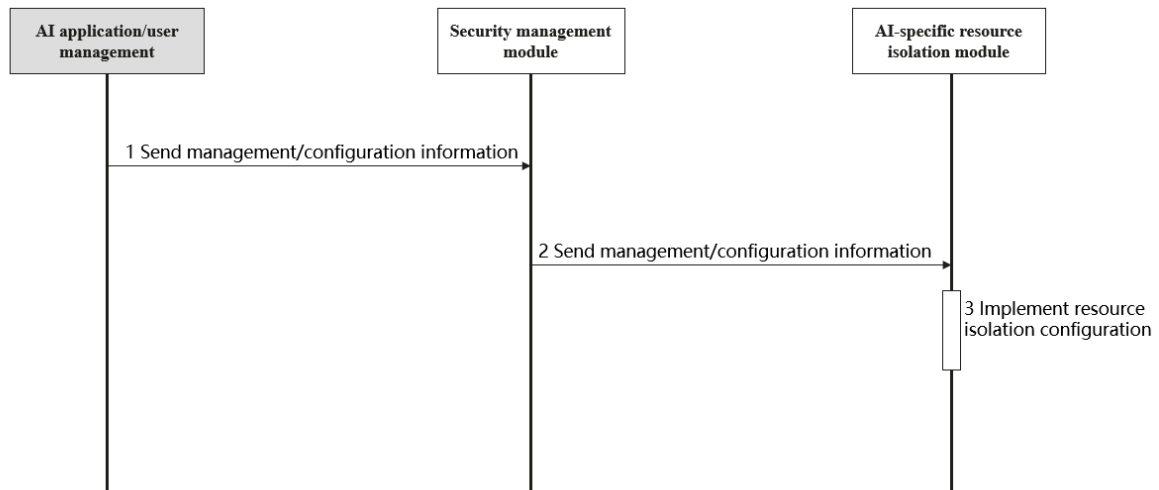 AI application/user
management
Security management
module
AI-specific resource
isolation module
1 Send management/configuration information
2 Send management/configuration information
3 Implement resource
isolation configuration